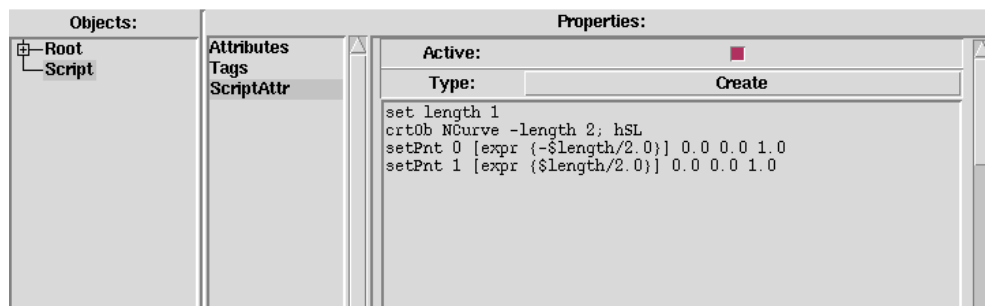 Objects:
Properties:
Root
Script
Attributes
Tags
ScriptAttr
Active:
Type:
Create
set length 1
crtOb NCurve -length 2; hSL
setPnt 0 [expr {-$length/2.0}] 0.0 0.0 1.0
setPnt 1 [expr {$length/2.0}] 0.0 0.0 1.0